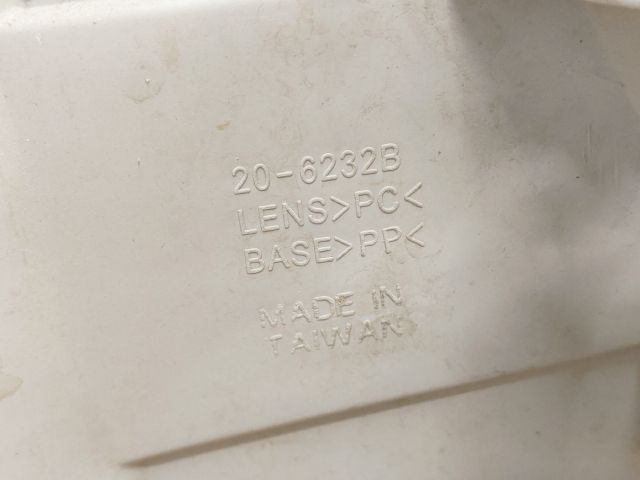 20-6232B
LENS>PC<
BASE>PP<
MADE IN
TAIWAN